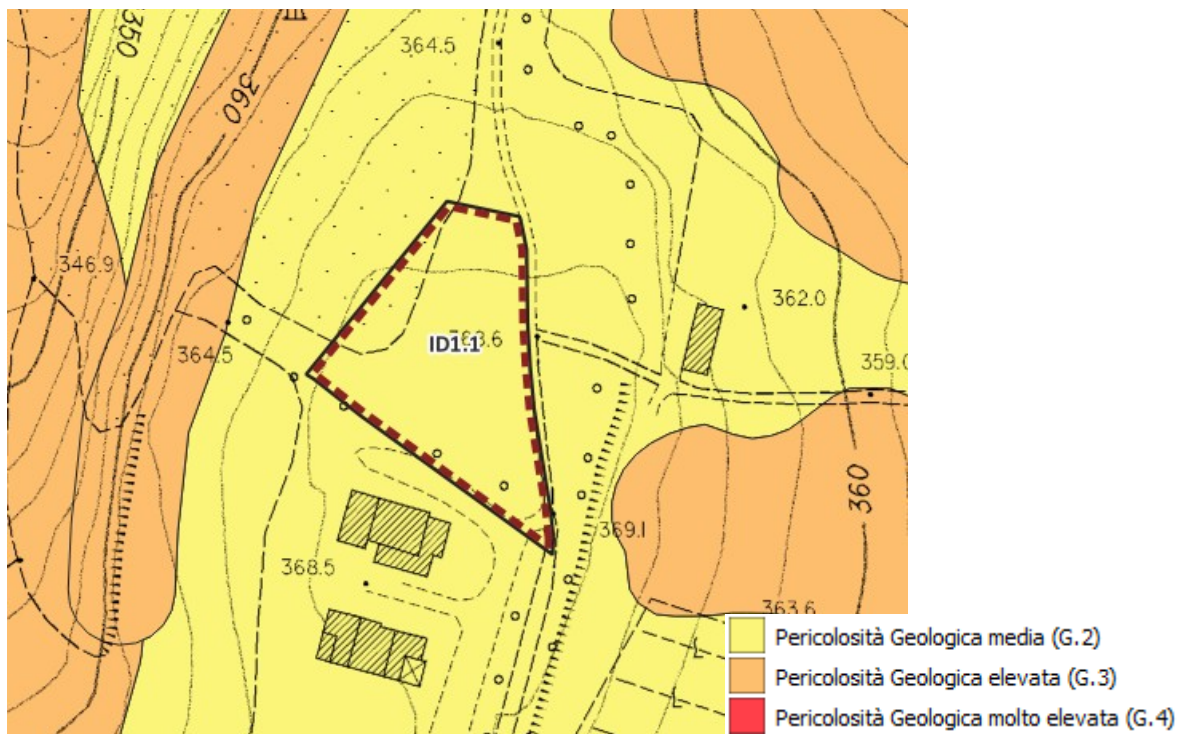 350
364.5
360
346.9
362.0
ID1.1
364.5
359.0
360
369.1
368.5
363.6
L
L
Pericolosità Geologica media (G.2)
Pericolosità Geologica elevata (G.3)
Pericolosità Geologica molto elevata (G.4)